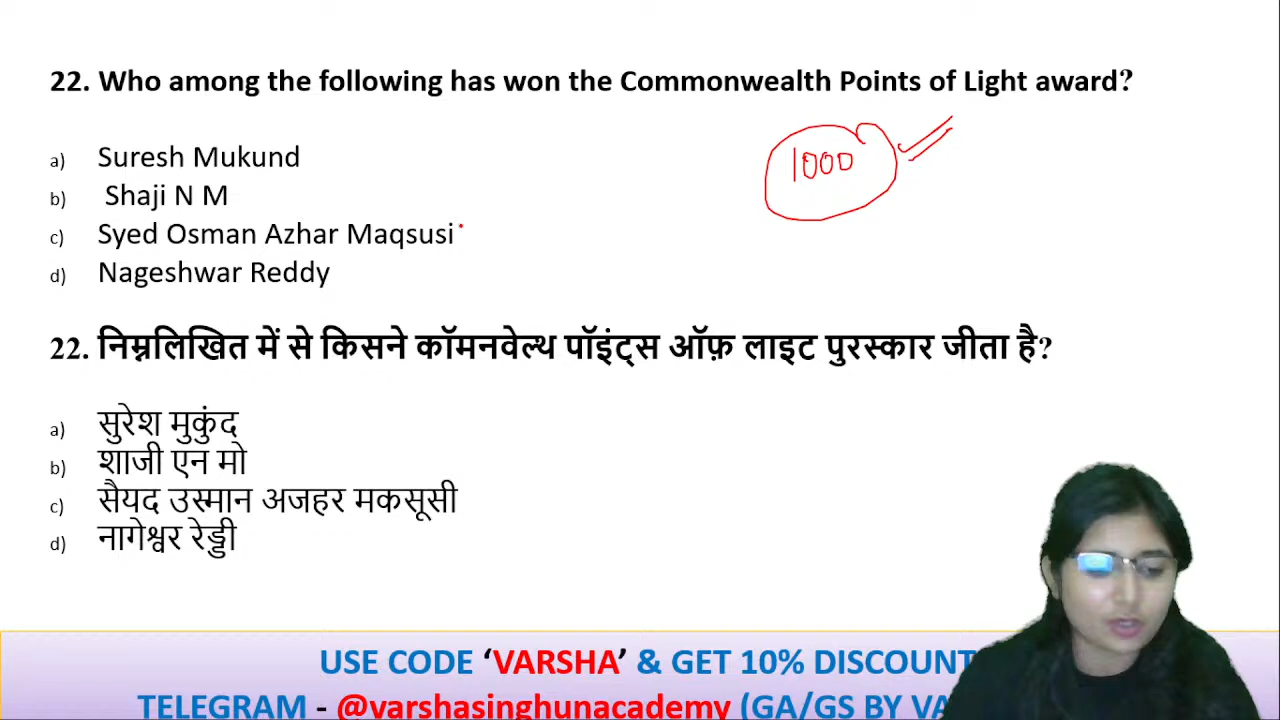 22. Who among the following has won the Commonwealth Points of Light award?
1000
a) Suresh Mukund
b) Shaji N M
c) Syed Osman Azhar Maqsusi
d) Nageshwar Reddy
22. निम्नलिखित में से किसने कॉमनवेल्थ पॉइंट्स ऑफ़ लाइट पुरस्कार जीता है?
a) सुरेश मुकुंद
b) शाजी एन मो
c) सैयद उस्मान अजहर मकसूसी
d) नागेश्वर रेड्डी
USE CODE ‘VARSHA’ & GET 10% DISCOUNT
TELEGRAM - @varshasinghunacademy (GA/GS BY VA